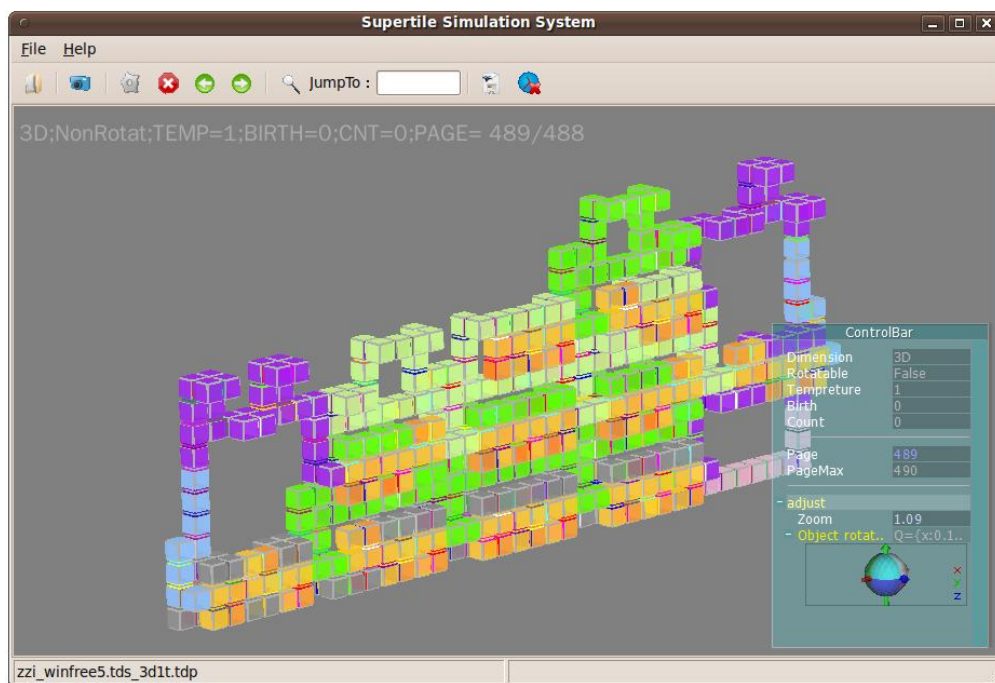 Supertile Simulation System
File Help
JumpTo :
3D;NonRotat;TEMP=1;BIRTH=0;CNT=0;PAGE= 489/488
ControlBar
Dimension 3D
Rotatable False
Tempreture 1
Birth 0
Count 0
Page 489
PageMax 490
adjust
Zoom 1.09
Object rotat.. Q={x:0.1..
X
Y
Z
zzi_winfree5.tds_3d1t.tdp